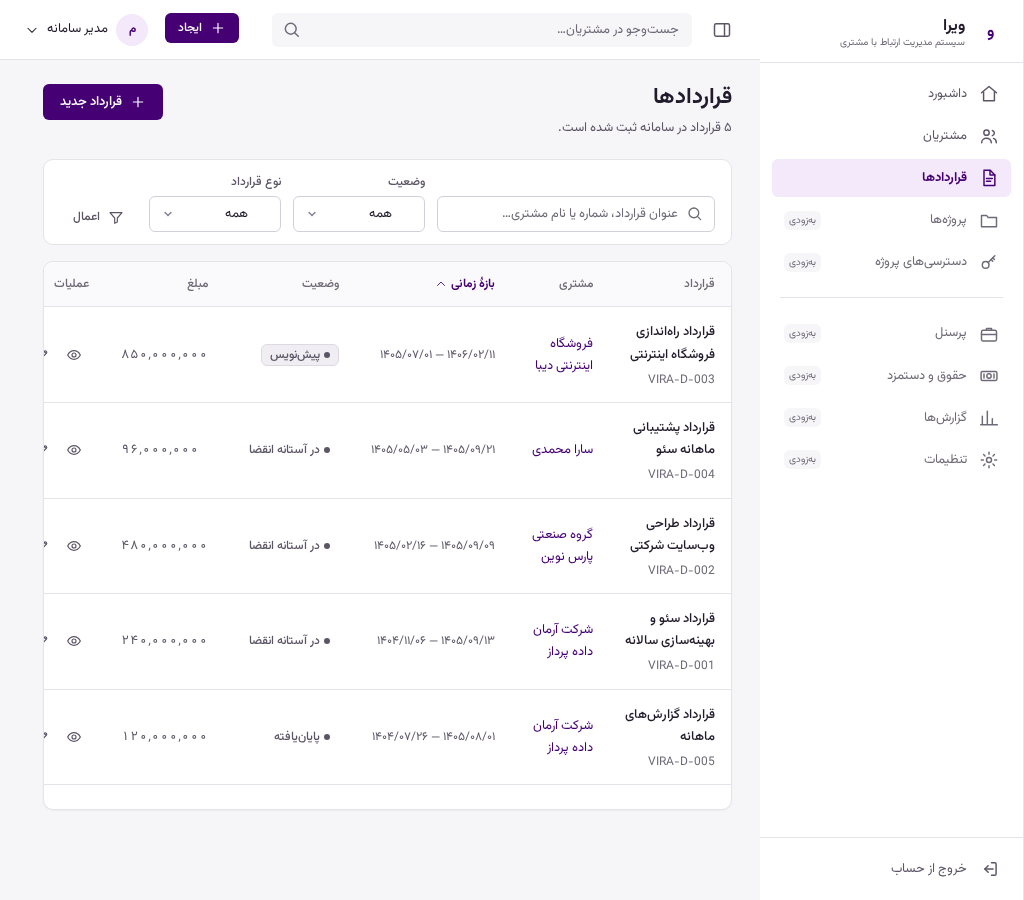 و
ویرا
سیستم مدیریت ارتباط با مشتری
داشبورد
مشتریان
قراردادها
پروژه‌ها
به‌زودی
دسترسی‌های پروژه
به‌زودی
پرسنل
به‌زودی
حقوق و دستمزد
به‌زودی
گزارش‌ها
به‌زودی
تنظیمات
به‌زودی
خروج از حساب
جست‌وجو در مشتریان...
ایجاد
م
مدیر سامانه
قراردادها
۵ قرارداد در سامانه ثبت شده است.
قرارداد جدید
وضعیت
نوع قرارداد
عنوان قرارداد، شماره یا نام مشتری...
همه
همه
اعمال
قرارداد
مشتری
بازهٔ زمانی
وضعیت
مبلغ
عملیات
قرارداد راه‌اندازی
فروشگاه اینترنتی
VIRA-D-003
فروشگاه
اینترنتی دیبا
۱۴۰۵/۰۷/۰۱ — ۱۴۰۶/۰۲/۱۱
پیش‌نویس
۸۵۰,۰۰۰,۰۰۰
قرارداد پشتیبانی
ماهانه سئو
VIRA-D-004
سارا محمدی
۱۴۰۵/۰۵/۰۳ — ۱۴۰۵/۰۹/۲۱
در آستانه انقضا
۹۶,۰۰۰,۰۰۰
قرارداد طراحی
وب‌سایت شرکتی
VIRA-D-002
گروه صنعتی
پارس نوین
۱۴۰۵/۰۲/۱۶ — ۱۴۰۵/۰۹/۰۹
در آستانه انقضا
۴۸۰,۰۰۰,۰۰۰
قرارداد سئو و
بهینه‌سازی سالانه
VIRA-D-001
شرکت آرمان
داده پرداز
۱۴۰۴/۱۱/۰۶ — ۱۴۰۵/۰۹/۱۳
در آستانه انقضا
۲۴۰,۰۰۰,۰۰۰
قرارداد گزارش‌های
ماهانه
VIRA-D-005
شرکت آرمان
داده پرداز
۱۴۰۴/۰۷/۲۶ — ۱۴۰۵/۰۸/۰۱
پایان‌یافته
۱۲۰,۰۰۰,۰۰۰